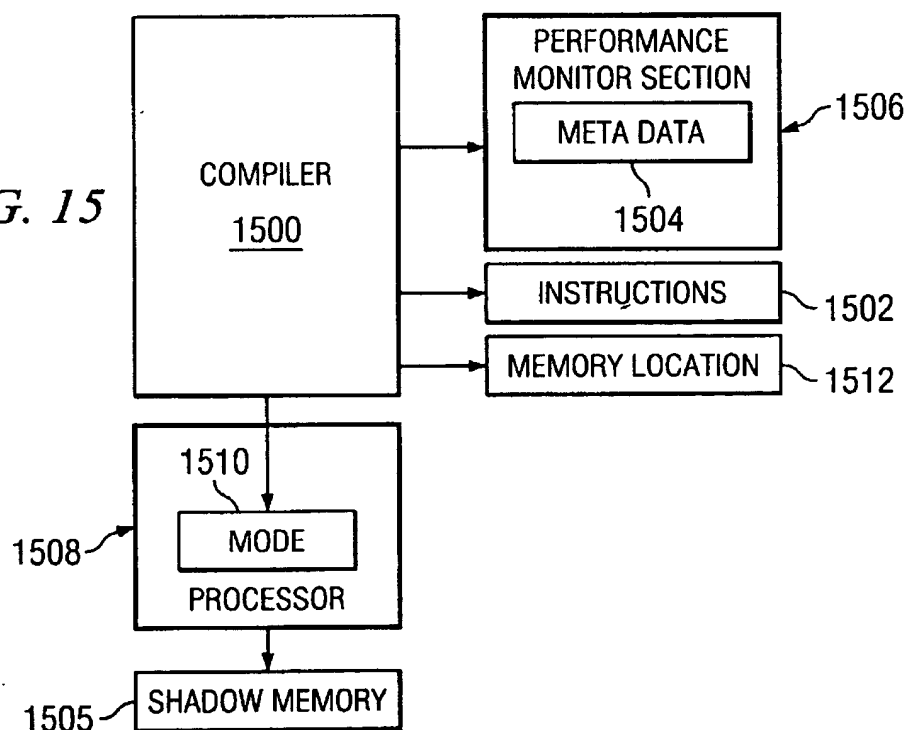 PERFORMANCE
MONITOR SECTION
META DATA
1504
1506
COMPILER
1500
G. 15
INSTRUCTIONS
1502
MEMORY LOCATION
1512
1510
MODE
1508
PROCESSOR
SHADOW MEMORY
1505